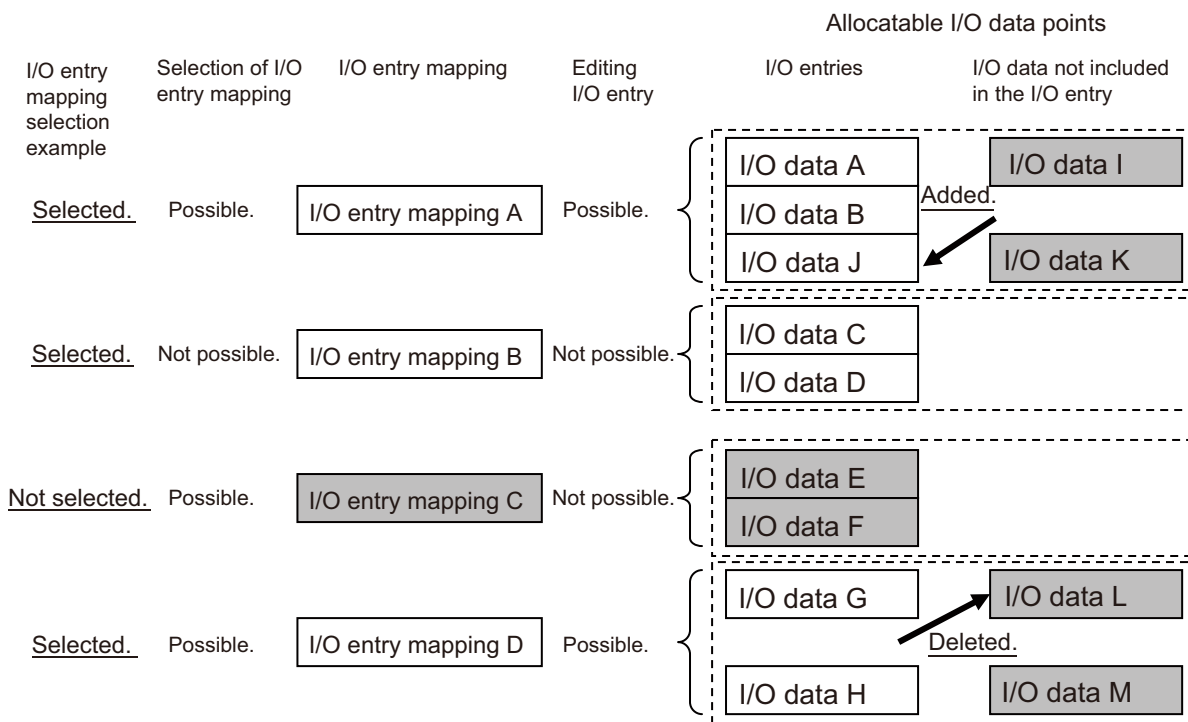 Allocatable I/O data points
I/O entry
mapping
selection
example
Selection of I/O
entry mapping
I/O entry mapping
Editing
I/O entry
I/O entries
I/O data not included
in the I/O entry
Selected.
Possible.
I/O entry mapping A
Possible.
I/O data A
I/O data B
I/O data J
Added.
I/O data I
I/O data K
Selected.
Not possible.
I/O entry mapping B
Not possible.
I/O data C
I/O data D
Not selected.
Possible.
I/O entry mapping C
Not possible.
I/O data E
I/O data F
Selected.
Possible.
I/O entry mapping D
Possible.
I/O data G
I/O data H
Deleted.
I/O data L
I/O data M